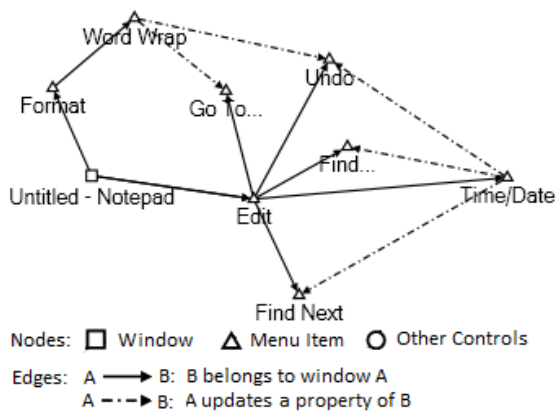 Word Wrap
Undo
Format
Go To...
Find...
Untitled - Notepad
Edit
Time/Date
Find Next
Nodes: Window Menu Item Other Controls
Edges: A B: B belongs to window A
A B: A updates a property of B